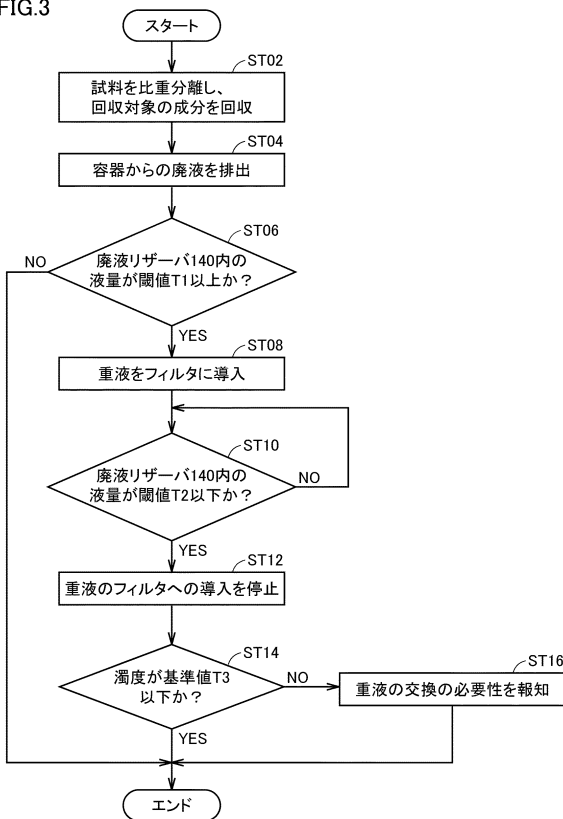 FIG.3
スタート
ST02
試料を比重分離し、
回収対象の成分を回収
ST04
容器からの廃液を排出
ST06
廃液リザーバ140内の
液量が閾値T1以上か?
NO
YES
ST08
重液をフィルタに導入
ST10
廃液リザーバ140内の
液量が閾値T2以下か?
NO
YES
ST12
重液のフィルタへの導入を停止
ST14
濁度が基準値T3
以下か?
NO
ST16
重液の交換の必要性を報知
YES
エンド